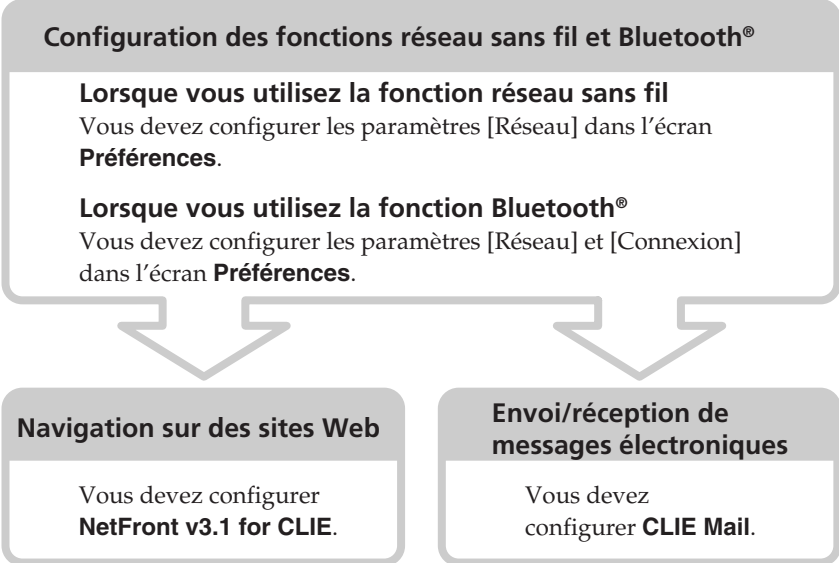 Configuration des fonctions réseau sans fil et Bluetooth®
Lorsque vous utilisez la fonction réseau sans fil
Vous devez configurer les paramètres [Réseau] dans l'écran
Préférences.
Lorsque vous utilisez la fonction Bluetooth®
Vous devez configurer les paramètres [Réseau] et [Connexion]
dans l'écran Préférences.
Navigation sur des sites Web
Vous devez configurer
NetFront v3.1 for CLIE.
Envoi/réception de
messages électroniques
Vous devez
configurer CLIE Mail.